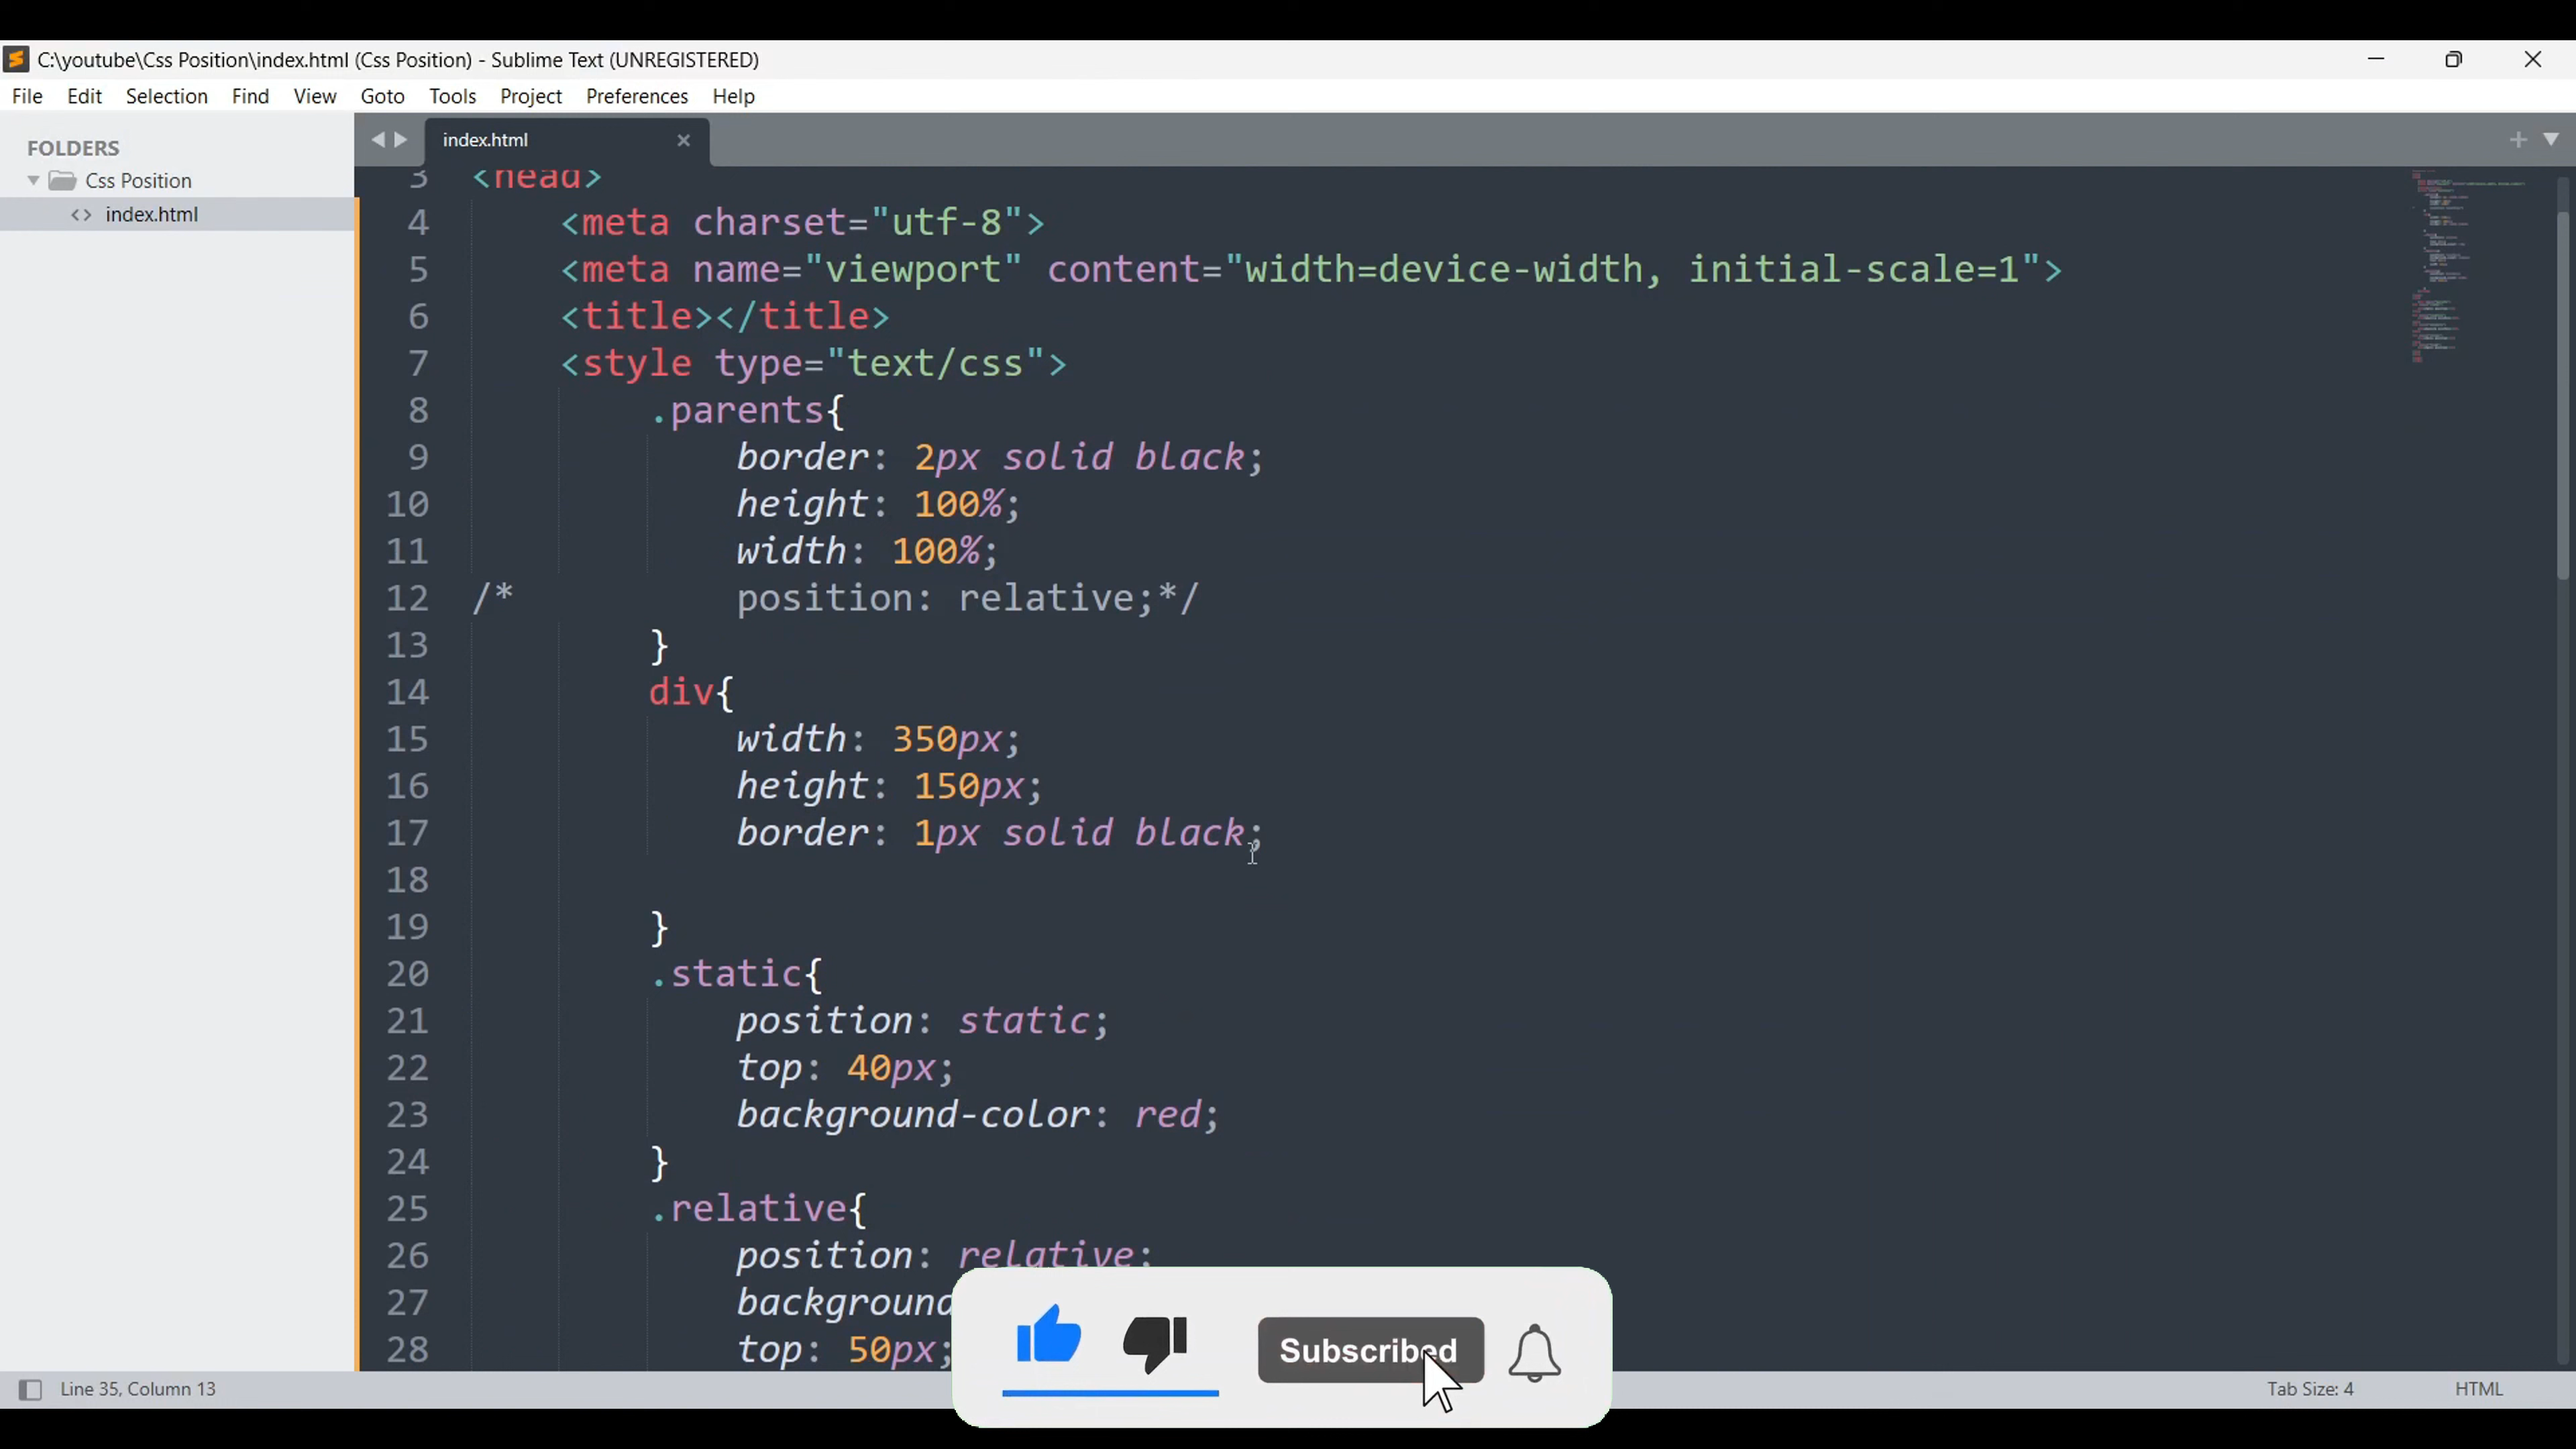 C:\youtube\Css Position\index.html (Css Position) - Sublime Text (UNREGISTERED)
File Edit Selection Find View Goto Tools Project Preferences Help
FOLDERS
Css Position
<> index.html
index.html
3 <head>
4 <meta charset="utf-8">
5 <meta name="viewport" content="width=device-width, initial-scale=1">
6 <title></title>
7 <style type="text/css">
8 .parents{
9 border: 2px solid black;
10 height: 100%;
11 width: 100%;
12 /* position: relative;*/
13 }
14 div{
15 width: 350px;
16 height: 150px;
17 border: 1px solid black;
18
19 }
20 .static{
21 position: static;
22 top: 40px;
23 background-color: red;
24 }
25 .relative{
26 position: relative;
27 background
28 top: 50px;
Subscribed
Line 35, Column 13
Tab Size: 4
HTML